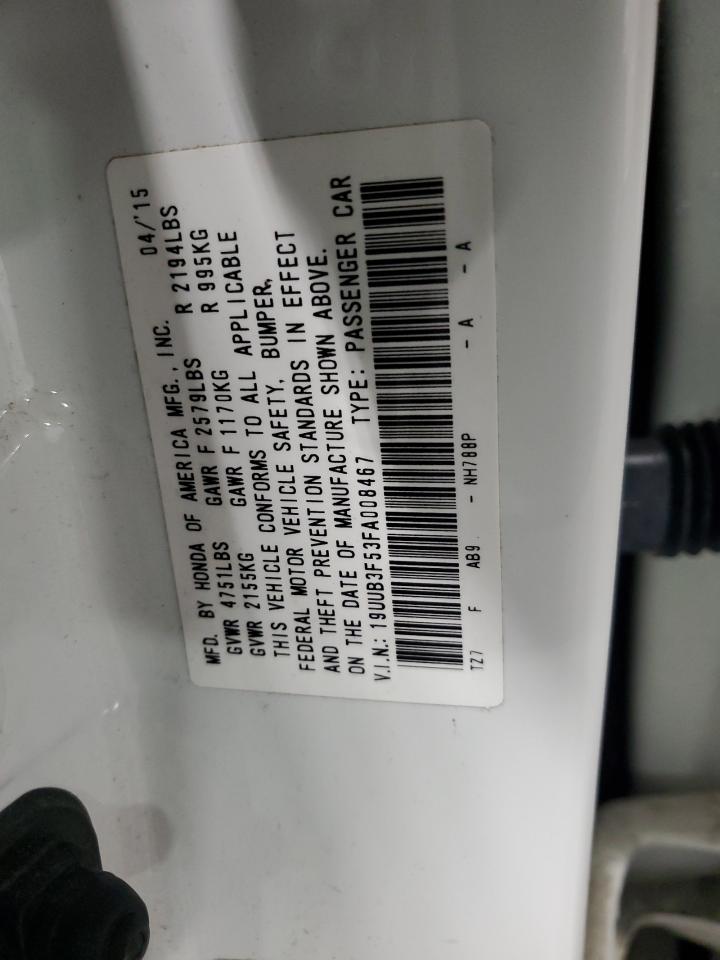 MFD. BY HONDA OF AMERICA MFG., INC. 04/'15
GVWR 4751LBS GAWR F 2579LBS R 2194LBS
GVWR 2155KG GAWR F 1170KG R 995KG
THIS VEHICLE CONFORMS TO ALL APPLICABLE
FEDERAL MOTOR VEHICLE SAFETY, BUMPER,
AND THEFT PREVENTION STANDARDS IN EFFECT
ON THE DATE OF MANUFACTURE SHOWN ABOVE.
V.I.N.: 19UUB3F53FA008467 TYPE: PASSENGER CAR
TZ7 F AB9. - NH788P - A - A